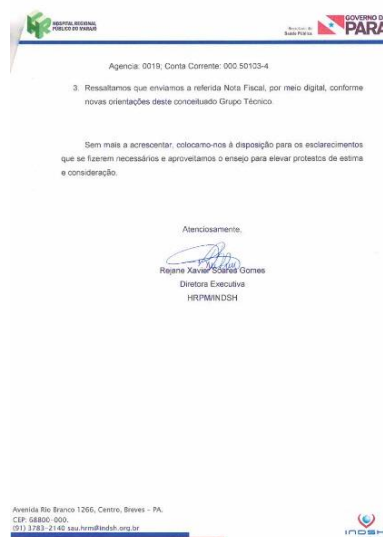 HOSPITAL REGIONAL
PÚBLICO DO MARAJÓ
Secretaria de
Saúde Pública
GOVERNO D
PARÁ
Agencia: 0019; Conta Corrente: 000.50103-4
3. Ressaltamos que enviamos a referida Nota Fiscal, por meio digital, conforme
novas orientações deste conceituado Grupo Técnico.
Sem mais a acrescentar, colocamo-nos à disposição para os esclarecimentos
que se fizerem necessários e aproveitamos o ensejo para elevar protestos de estima
e consideração.
Atenciosamente,
Rejane Xavier Soares Gomes
Diretora Executiva
HRPM/INDSH
Avenida Rio Branco 1266, Centro, Breves – PA.
CEP: 68800-000.
(91) 3783-2140 sau.hrm@indsh.org.br
INDSH